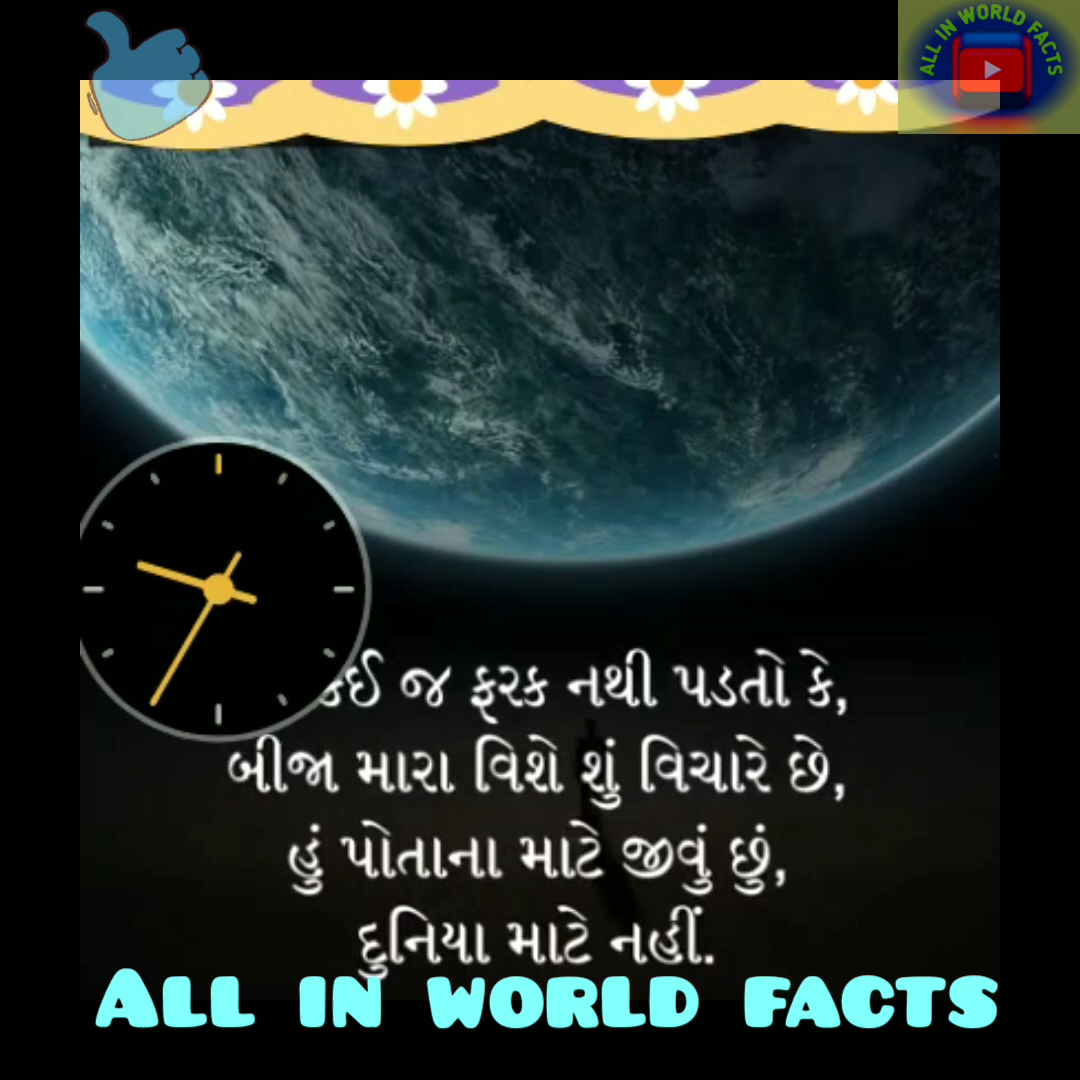 ALL IN WORLD FACTS
જ ફરક નથી પડતો કે,
બીજા મારા વિશે શું વિચારે છે,
હું પોતાના માટે જીવું છું,
દુનિયા માટે નહીં.
ALL IN WORLD FACTS